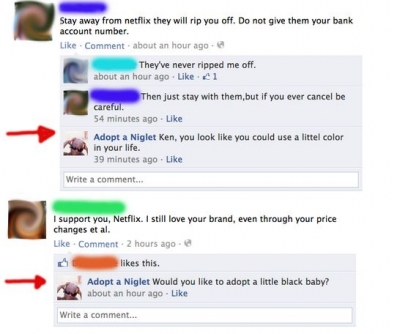 Stay away from netflix they will rip you off. Do not give them your bank
account number.
Like · Comment · about an hour ago ·
They've never ripped me off.
about an hour ago · Like · 1
Then just stay with them,but if you ever cancel be
careful.
54 minutes ago · Like
Adopt a Niglet Ken, you look like you could use a littel color
in your life.
39 minutes ago · Like
Write a comment...
I support you, Netflix. I still love your brand, even through your price
changes et al.
Like · Comment · 2 hours ago ·
likes this.
Adopt a Niglet Would you like to adopt a little black baby?
about an hour ago · Like
Write a comment...